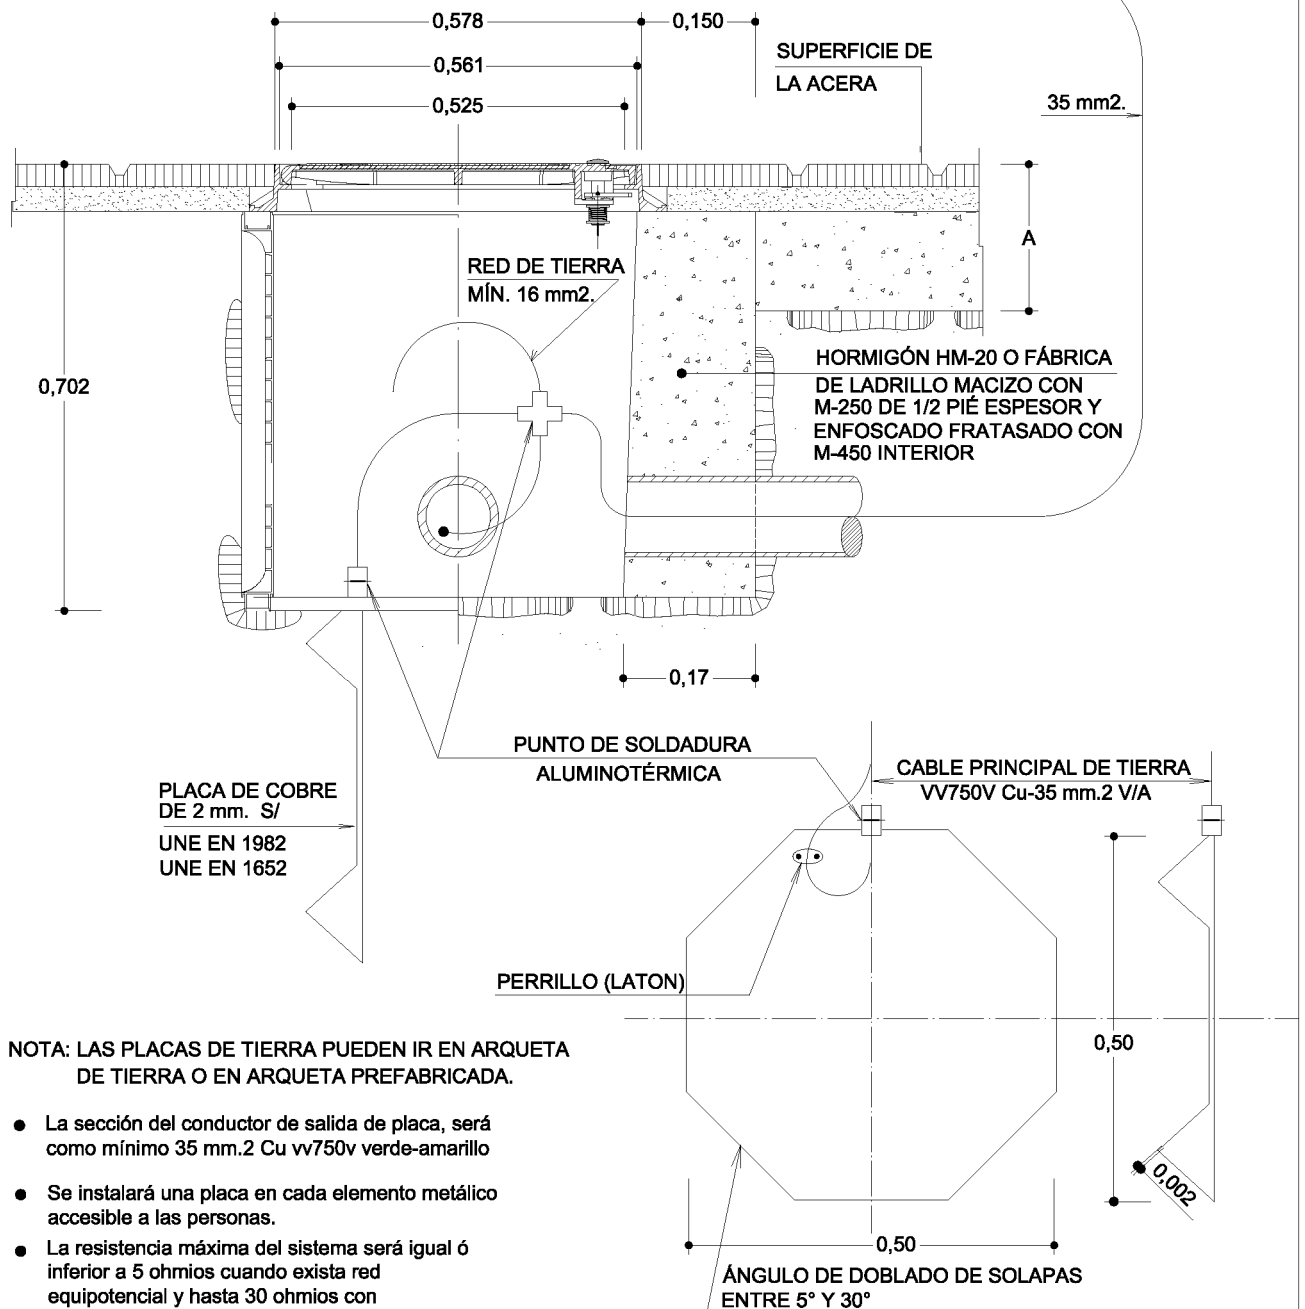 0,578
0,150
SUPERFICIE DE
LA ACERA
0,561
0,525
35 mm2.
A
RED DE TIERRA
MÍN. 16 mm2.
0,702
HORMIGÓN HM-20 O FÁBRICA
DE LADRILLO MACIZO CON
M-250 DE 1/2 PIÉ ESPESOR Y
ENFOSCADO FRATASADO CON
M-450 INTERIOR
0,17
PUNTO DE SOLDADURA
ALUMINOTÉRMICA
CABLE PRINCIPAL DE TIERRA
VV750V Cu-35 mm.2 V/A
PLACA DE COBRE
DE 2 mm. S/
UNE EN 1982
UNE EN 1652
PERRILLO (LATON)
0,50
0,002
0,50
ÁNGULO DE DOBLADO DE SOLAPAS
ENTRE 5° Y 30°
NOTA: LAS PLACAS DE TIERRA PUEDEN IR EN ARQUETA
DE TIERRA O EN ARQUETA PREFABRICADA.
● La sección del conductor de salida de placa, será
como mínimo 35 mm.2 Cu vv750v verde-amarillo
● Se instalará una placa en cada elemento metálico
accesible a las personas.
● La resistencia máxima del sistema será igual ó
inferior a 5 ohmios cuando exista red
equipotencial y hasta 30 ohmios con